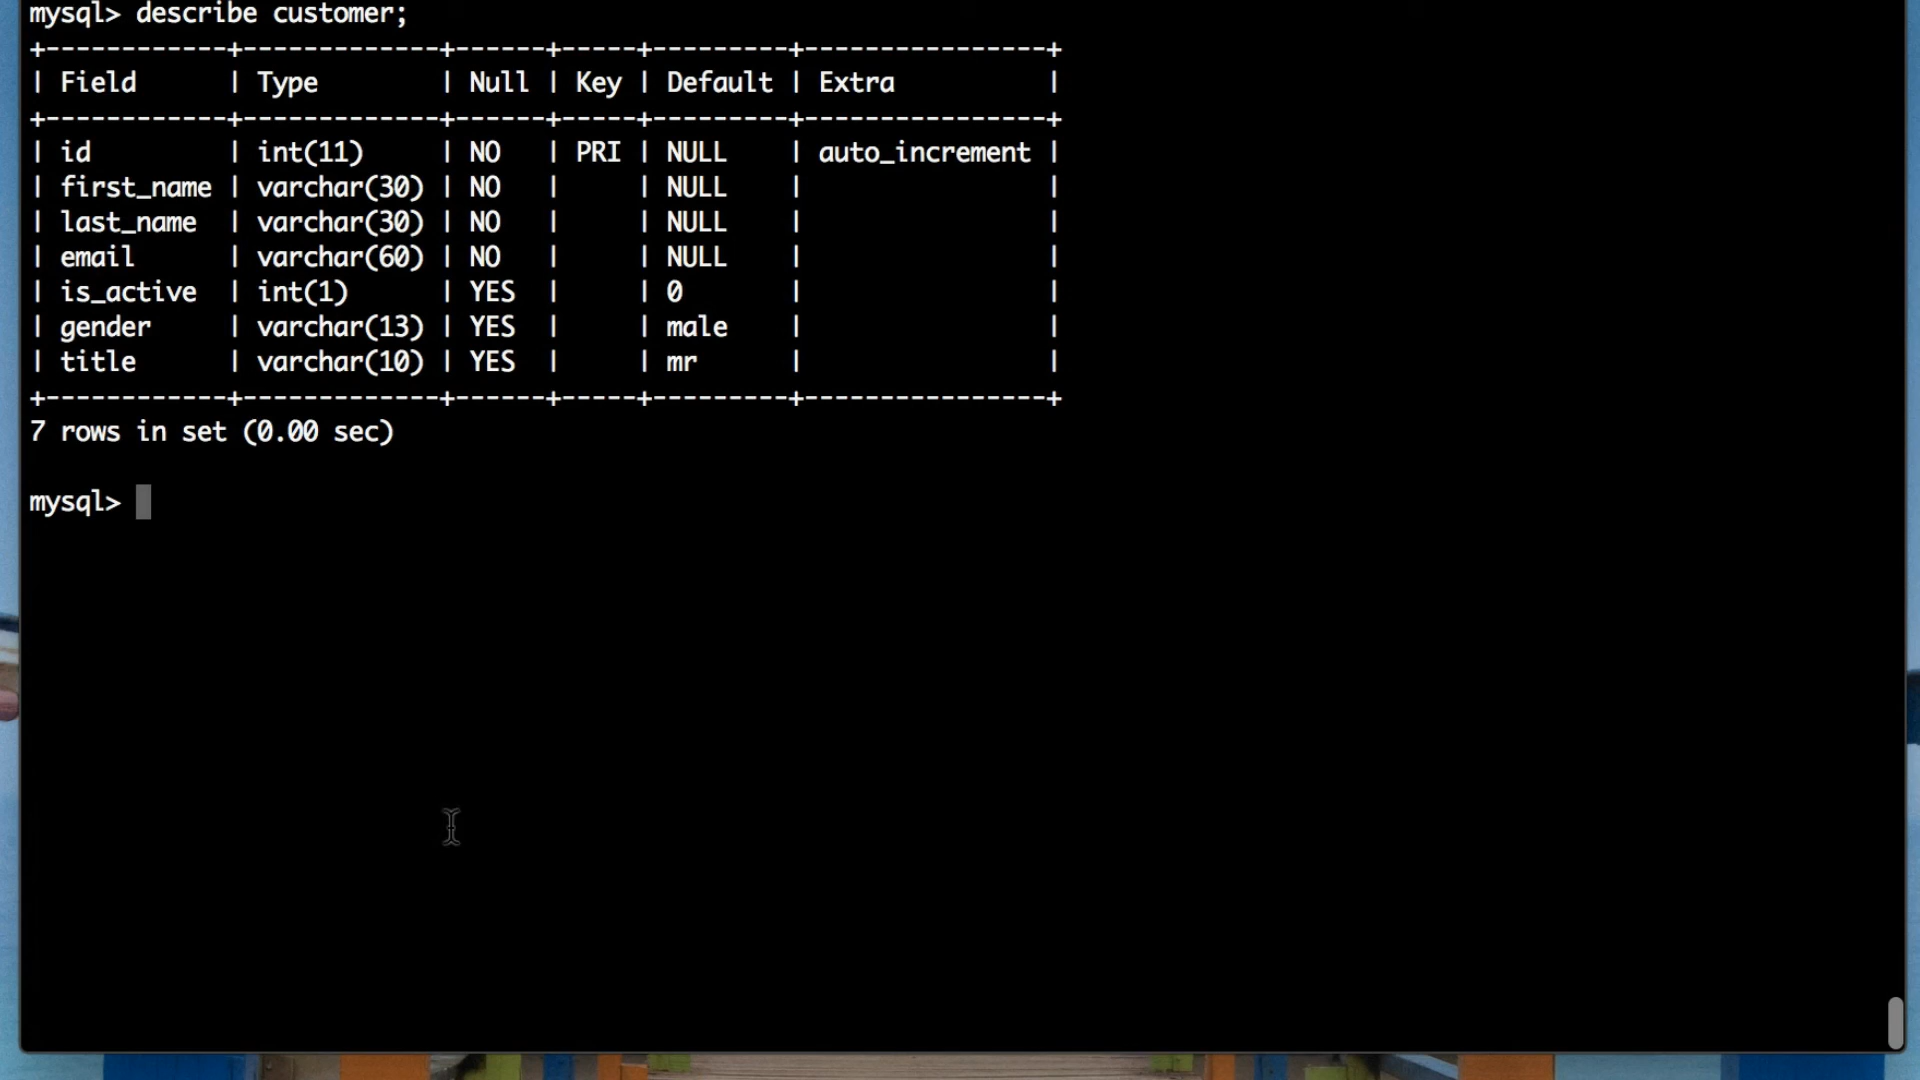 mysql> describe customer;
+------------+-------------+------+-----+---------+----------------+
| Field      | Type        | Null | Key | Default | Extra          |
+------------+-------------+------+-----+---------+----------------+
| id         | int(11)     | NO   | PRI | NULL    | auto_increment |
| first_name | varchar(30) | NO   |     | NULL    |                |
| last_name  | varchar(30) | NO   |     | NULL    |                |
| email      | varchar(60) | NO   |     | NULL    |                |
| is_active  | int(1)      | YES  |     | 0       |                |
| gender     | varchar(13) | YES  |     | male    |                |
| title      | varchar(10) | YES  |     | mr      |                |
+------------+-------------+------+-----+---------+----------------+
7 rows in set (0.00 sec)
mysql>